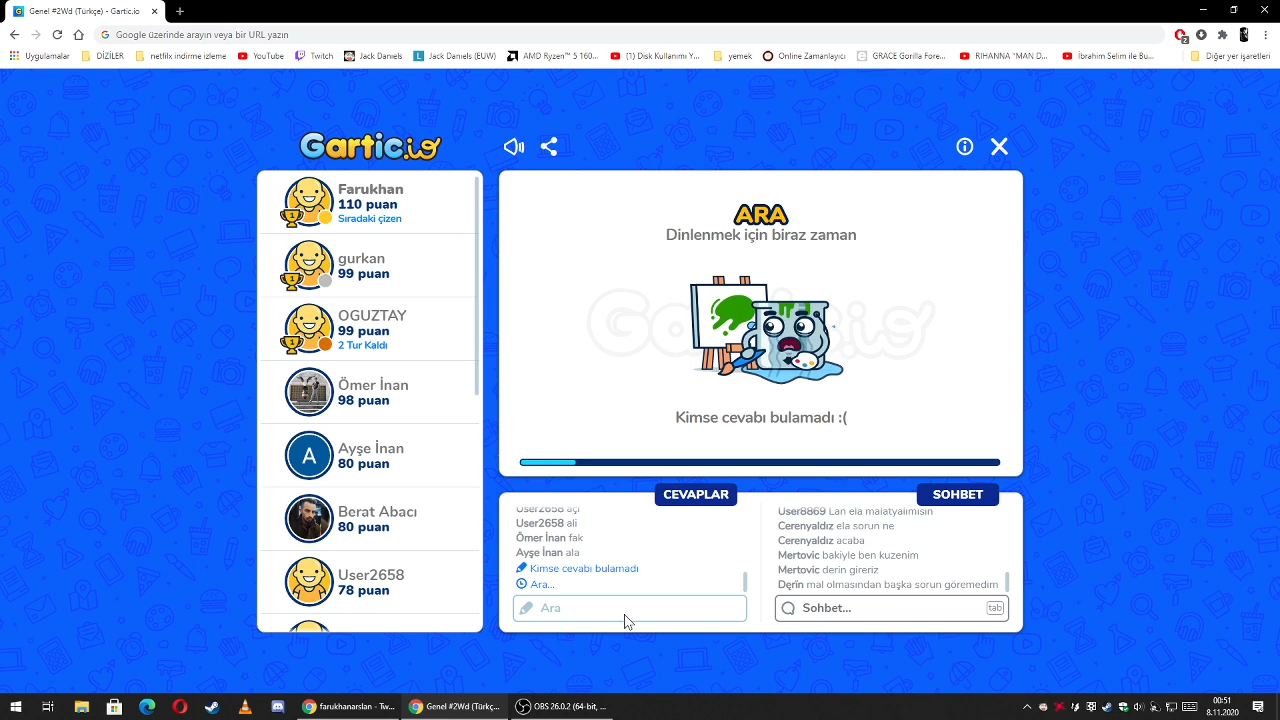 Genel #2Wd (Türkçe) - Gartic.io
Google üzerinde arayın veya bir URL yazın
Uygulamalar
DİZİLER
netfilx indirme izleme
YouTube
Twitch
Jack Daniels
Jack Daniels (EUW)
AMD Ryzen™ 5 160...
(1) Disk Kullanımı Y...
yemek
Online Zamanlayıcı
GRACE Gorilla Fore...
RIHANNA "MAN D...
İbrahim Selim ile Bu...
Diğer yer işaretleri
Gartic.io
Farukhan
110 puan
Sıradaki çizen
gurkan
99 puan
OGUZTAY
99 puan
2 Tur Kaldı
Ömer İnan
98 puan
A
Ayşe İnan
80 puan
Berat Abacı
80 puan
User2658
78 puan
ARA
Dinlenmek için biraz zaman
Kimse cevabı bulamadı :(
CEVAPLAR
User2658 açı
User2658 ali
Ömer İnan fak
Ayşe İnan ala
Kimse cevabı bulamadı
Ara...
Ara
SOHBET
User8869 Lan ela malatyalımisin
Cerenyaldız ela sorun ne
Cerenyaldız acaba
Mertovic bakiyle ben kuzenim
Mertovic derin gireriz
Derin mal olmasından başka sorun göremedim
Sohbet...
tab
farukhanarslan - Tw...
Genel #2Wd (Türkç...
OBS 26.0.2 (64-bit, ...
00:51
8.11.2020